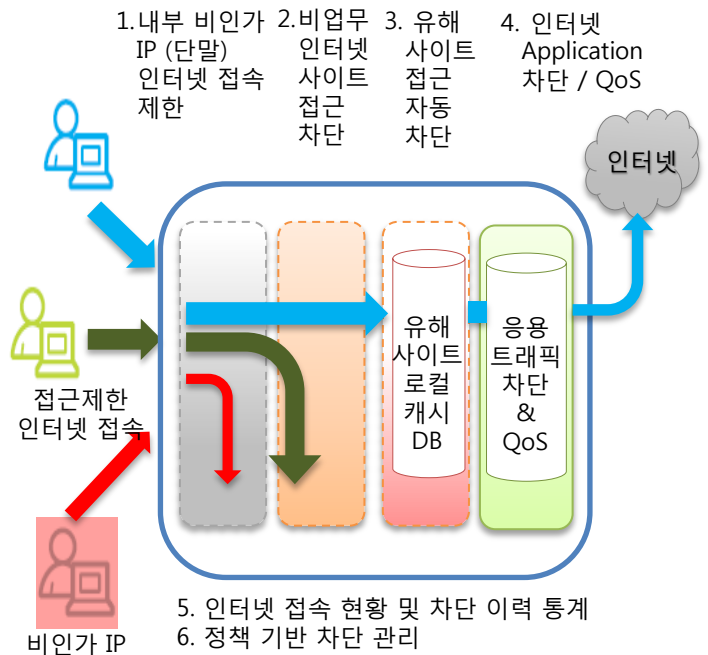 1.내부 비인가
IP (단말)
인터넷 접속
제한
2.비업무
인터넷
사이트
접근
차단
3. 유해
사이트
접근
자동
차단
4. 인터넷
Application
차단 / QoS
인터넷
유해
사이트
로컬
캐시
DB
응용
트래픽
차단
&
QoS
접근제한
인터넷 접속
비인가 IP
5. 인터넷 접속 현황 및 차단 이력 통계
6. 정책 기반 차단 관리